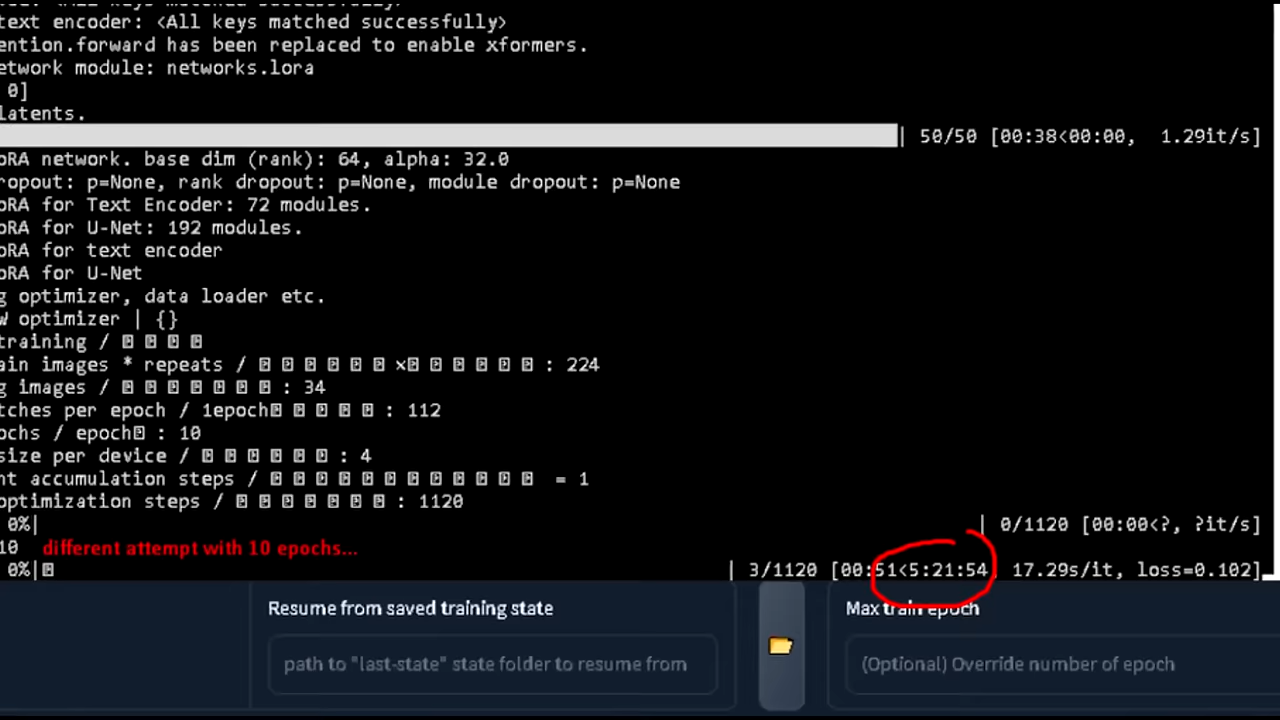 text encoder: <All keys matched successfully>
ention.forward has been replaced to enable xformers.
etwork module: networks.lora
0]
latents.
| 50/50 [00:38<00:00, 1.29it/s]
oRA network. base dim (rank): 64, alpha: 32.0
ropout: p=None, rank dropout: p=None, module dropout: p=None
oRA for Text Encoder: 72 modules.
oRA for U-Net: 192 modules.
oRA for text encoder
oRA for U-Net
g optimizer, data loader etc.
W optimizer | {}
training /
ain images * repeats / × : 224
g images / : 34
tches per epoch / 1epoch : 112
ochs / epoch : 10
size per device / : 4
nt accumulation steps / = 1
optimization steps / : 1120
0%| | 0/1120 [00:00<?, ?it/s]
10 different attempt with 10 epochs...
0%| | 3/1120 [00:51<5:21:54 17.29s/it, loss=0.102]
Resume from saved training state
Max train epoch
path to "last-state" state folder to resume from
(Optional) Override number of epoch